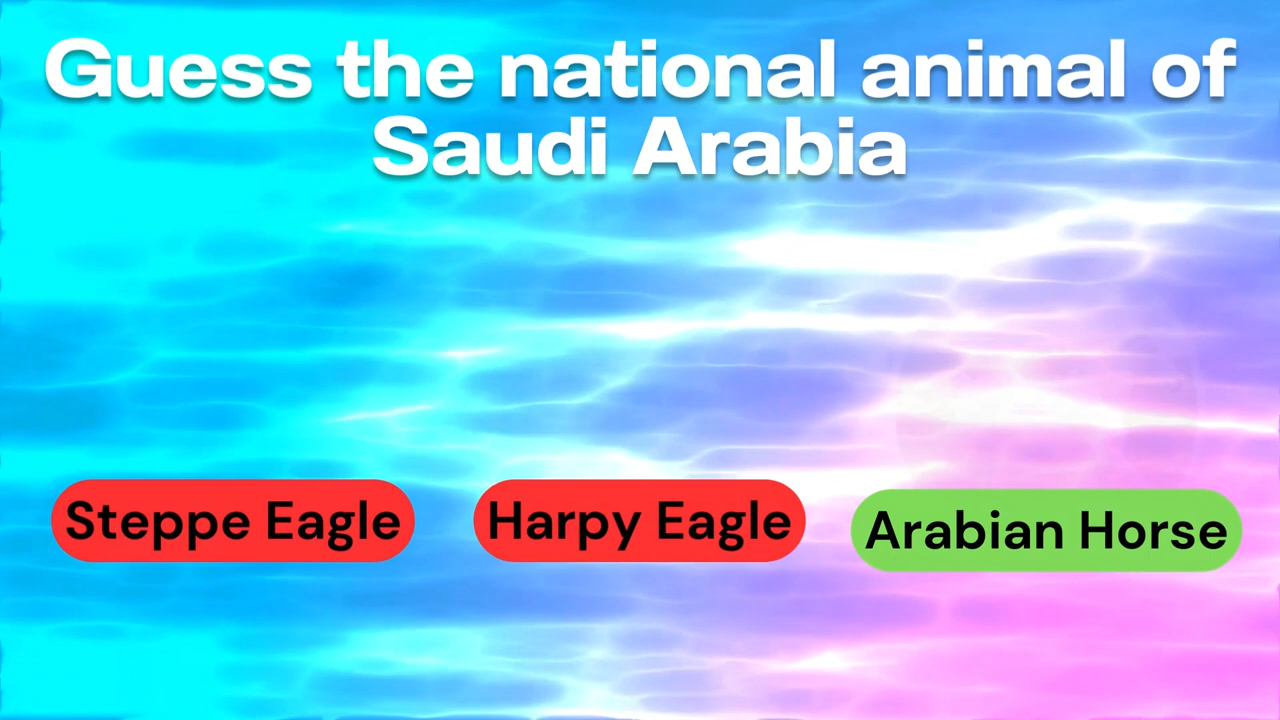 Guess the national animal of
Saudi Arabia
Steppe Eagle
Harpy Eagle
Arabian Horse